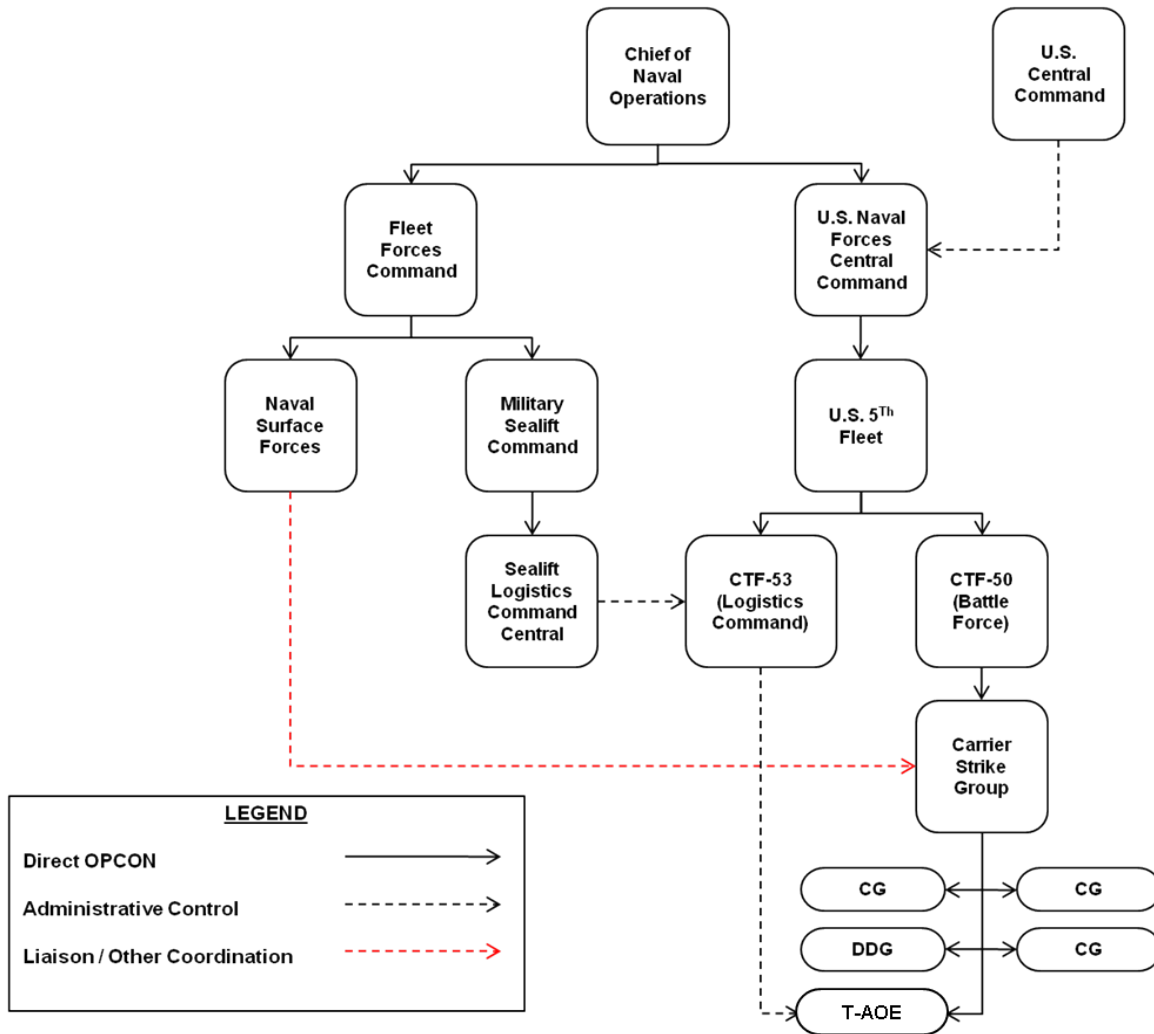 Chief of
Naval
Operations
U.S.
Central
Command
Fleet
Forces
Command
U.S. Naval
Forces
Central
Command
Naval
Surface
Forces
Military
Sealift
Command
U.S. 5Th
Fleet
Sealift
Logistics
Command
Central
CTF-53
(Logistics
Command)
CTF-50
(Battle
Force)
Carrier
Strike
Group
LEGEND
Direct OPCON
Administrative Control
Liaison / Other Coordination
CG
CG
DDG
CG
T-AOE